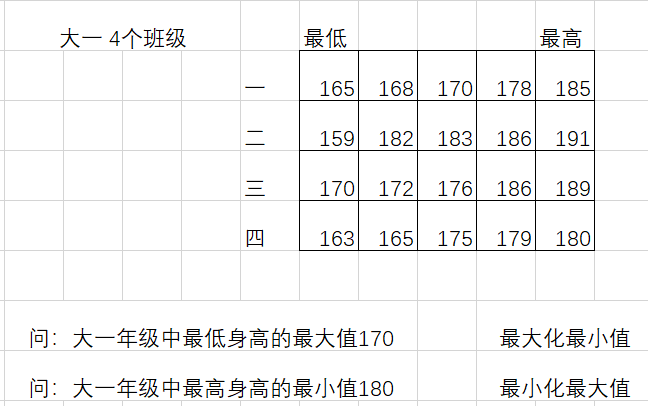 大一 4个班级 最低 最高
一 165 168 170 178 185
二 159 182 183 186 191
三 170 172 176 186 189
四 163 165 175 179 180
问：大一年级中最低身高的最大值170 最大化最小值
问：大一年级中最高身高的最小值180 最小化最大值